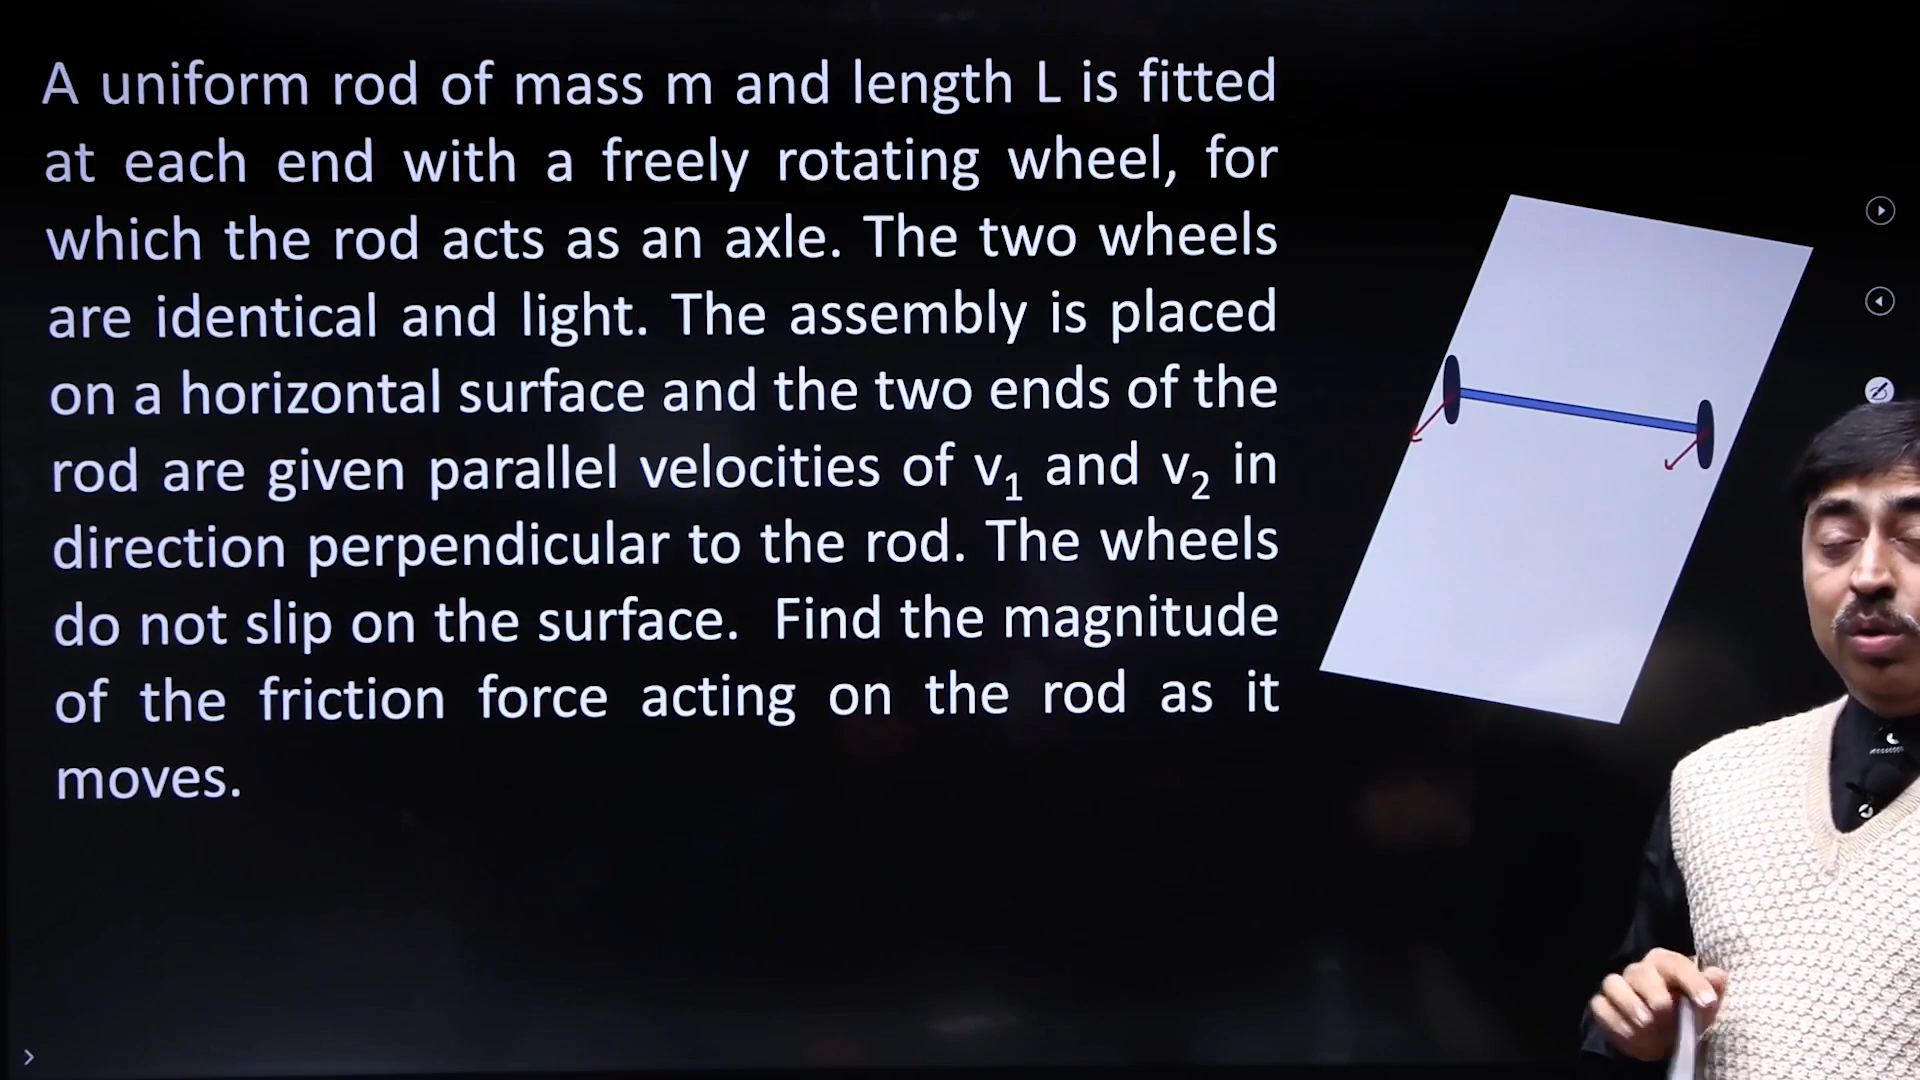 A uniform rod of mass m and length L is fitted
at each end with a freely rotating wheel, for
which the rod acts as an axle. The two wheels
are identical and light. The assembly is placed
on a horizontal surface and the two ends of the
rod are given parallel velocities of v₁ and v₂ in
direction perpendicular to the rod. The wheels
do not slip on the surface. Find the magnitude
of the friction force acting on the rod as it
moves.